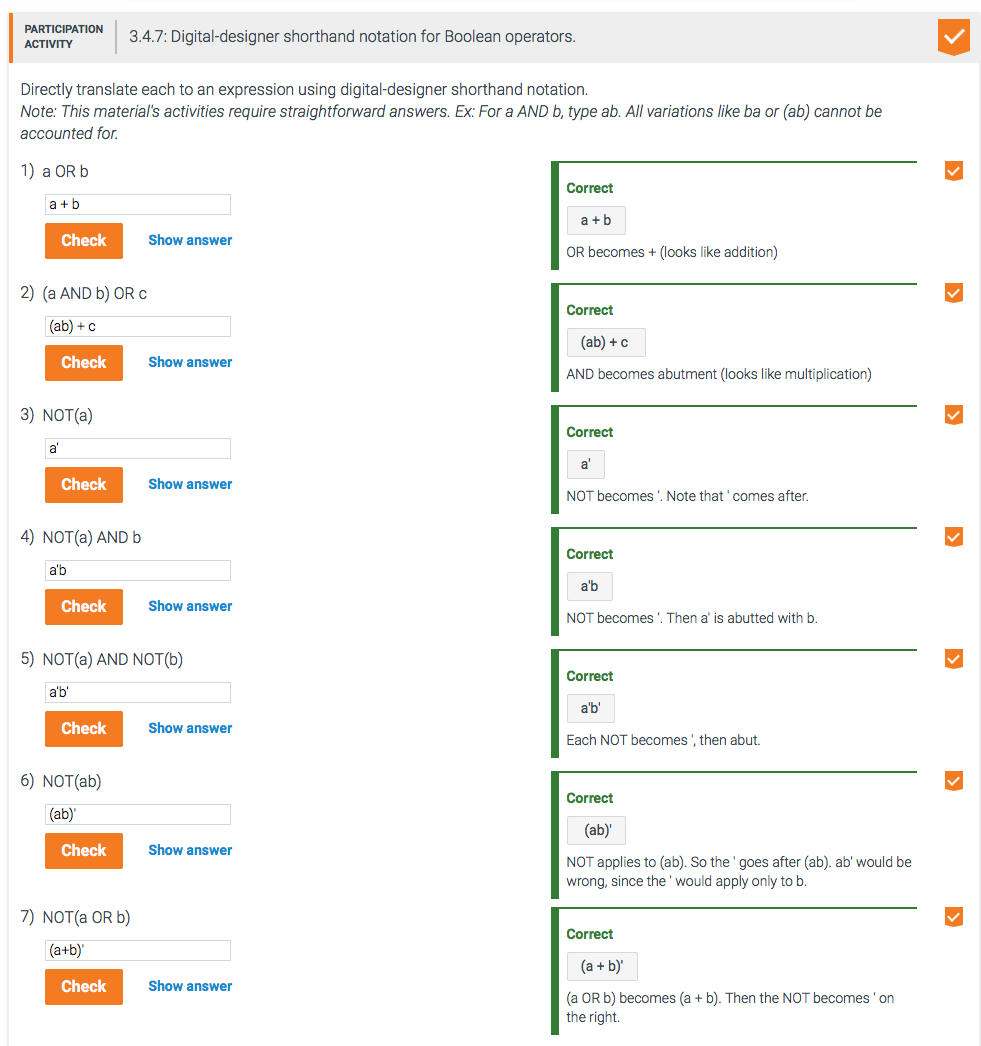 PARTICIPATION
ACTIVITY
3.4.7: Digital-designer shorthand notation for Boolean operators.
Directly translate each to an expression using digital-designer shorthand notation.
Note: This material's activities require straightforward answers. Ex: For a AND b, type ab. All variations like ba or (ab) cannot be
accounted for.
1) a OR b
a + b
Check Show answer
Correct
a + b
OR becomes + (looks like addition)
2) (a AND b) OR c
(ab) + c
Check Show answer
Correct
(ab) + c
AND becomes abutment (looks like multiplication)
3) NOT(a)
a'
Check Show answer
Correct
a'
NOT becomes '. Note that ' comes after.
4) NOT(a) AND b
a'b
Check Show answer
Correct
a'b
NOT becomes '. Then a' is abutted with b.
5) NOT(a) AND NOT(b)
a'b'
Check Show answer
Correct
a'b'
Each NOT becomes ', then abut.
6) NOT(ab)
(ab)'
Check Show answer
Correct
(ab)'
NOT applies to (ab). So the ' goes after (ab). ab' would be
wrong, since the ' would apply only to b.
7) NOT(a OR b)
(a+b)'
Check Show answer
Correct
(a + b)'
(a OR b) becomes (a + b). Then the NOT becomes ' on
the right.